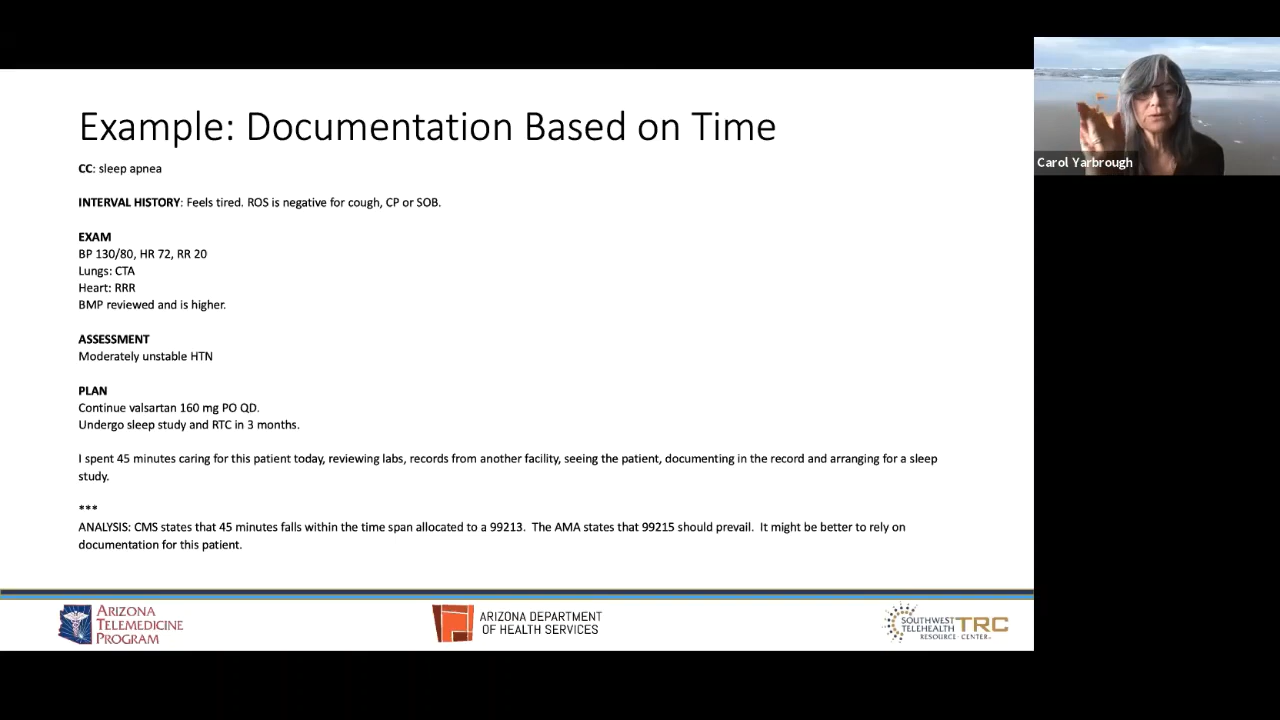 Example: Documentation Based on Time
CC: sleep apnea
INTERVAL HISTORY: Feels tired. ROS is negative for cough, CP or SOB.
EXAM
BP 130/80, HR 72, RR 20
Lungs: CTA
Heart: RRR
BMP reviewed and is higher.
ASSESSMENT
Moderately unstable HTN
PLAN
Continue valsartan 160 mg PO QD.
Undergo sleep study and RTC in 3 months.
I spent 45 minutes caring for this patient today, reviewing labs, records from another facility, seeing the patient, documenting in the record and arranging for a sleep
study.
***
ANALYSIS: CMS states that 45 minutes falls within the time span allocated to a 99213.  The AMA states that 99215 should prevail.  It might be better to rely on
documentation for this patient.
Carol Yarbrough
ARIZONA
TELEMEDICINE
PROGRAM
ARIZONA DEPARTMENT
OF HEALTH SERVICES
SOUTHWEST
TELEHEALTH
RESOURCE CENTER
TRC